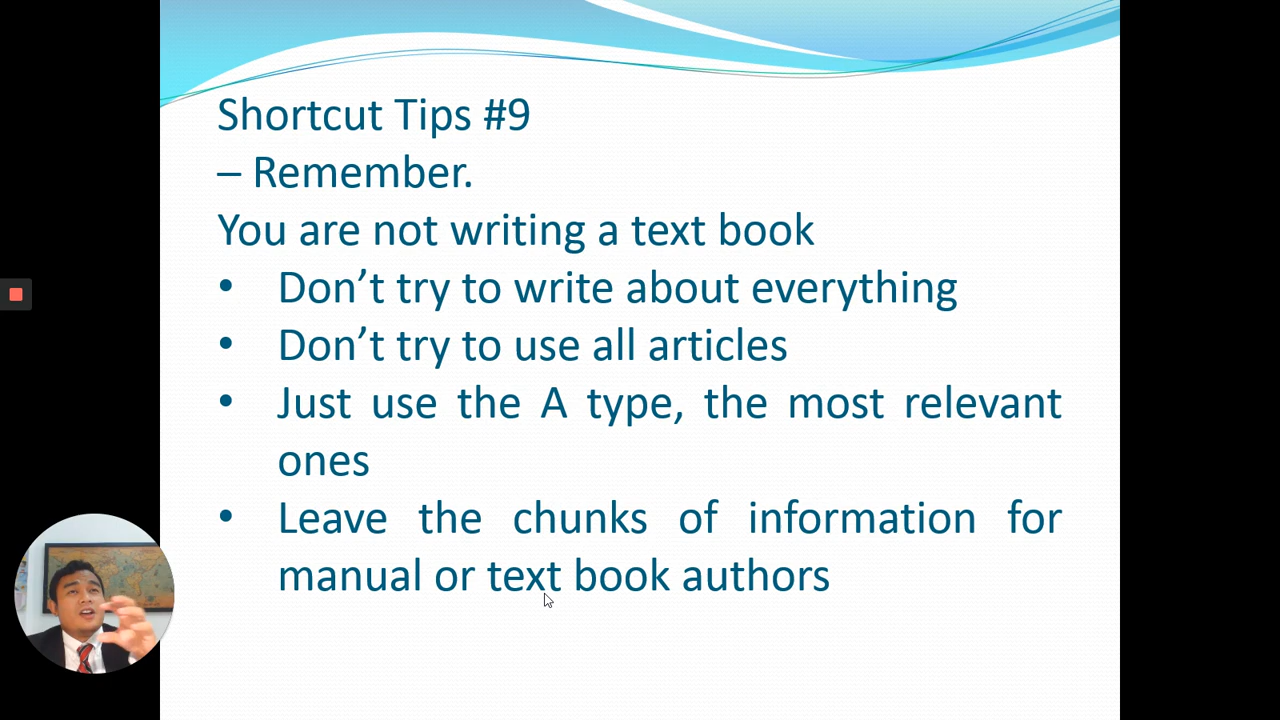 Shortcut Tips #9
– Remember.
You are not writing a text book
• Don’t try to write about everything
• Don’t try to use all articles
• Just use the A type, the most relevant
ones
• Leave the chunks of information for
manual or text book authors